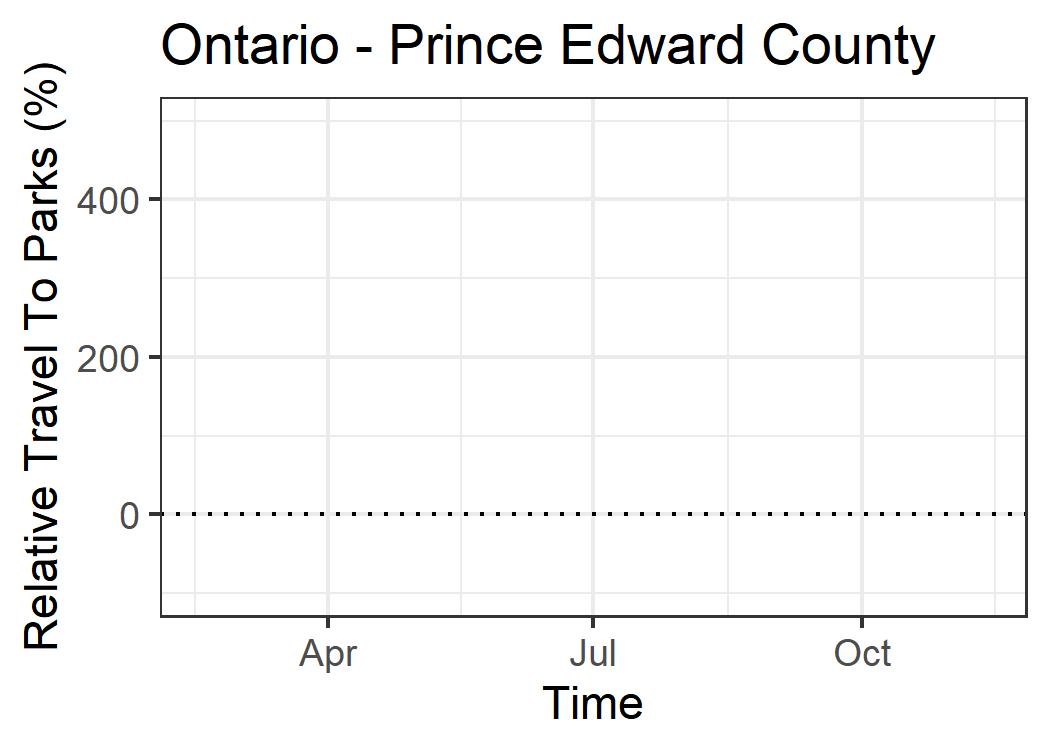 Ontario - Prince Edward County
Relative Travel To Parks (%)
400
200
0
Apr Jul Oct
Time